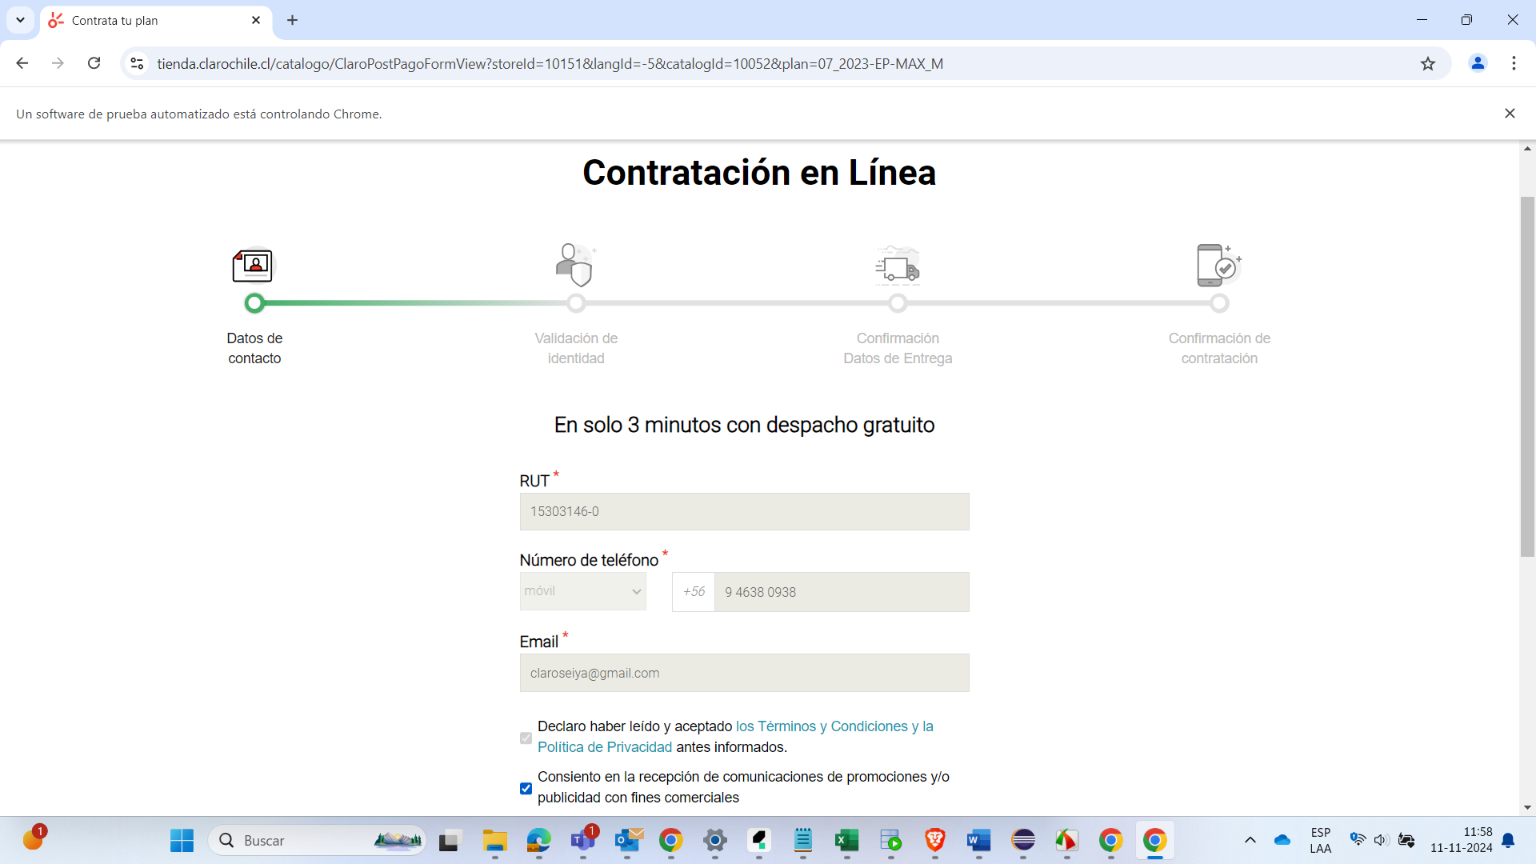 Contrata tu plan
tienda.clarochile.cl/catalogo/ClaroPostPagoFormView?storeId=10151&langId=-5&catalogId=10052&plan=07_2023-EP-MAX_M
Un software de prueba automatizado está controlando Chrome.
Contratación en Línea
Datos de
contacto
Validación de
identidad
Confirmación
Datos de Entrega
Confirmación de
contratación
En solo 3 minutos con despacho gratuito
RUT *
15303146-0
Número de teléfono *
móvil
+56
9 4638 0938
Email *
claroseiya@gmail.com
Declaro haber leído y aceptado los Términos y Condiciones y la
Política de Privacidad antes informados.
Consiento en la recepción de comunicaciones de promociones y/o
publicidad con fines comerciales
1
Buscar
1
ESP
LAA
11:58
11-11-2024